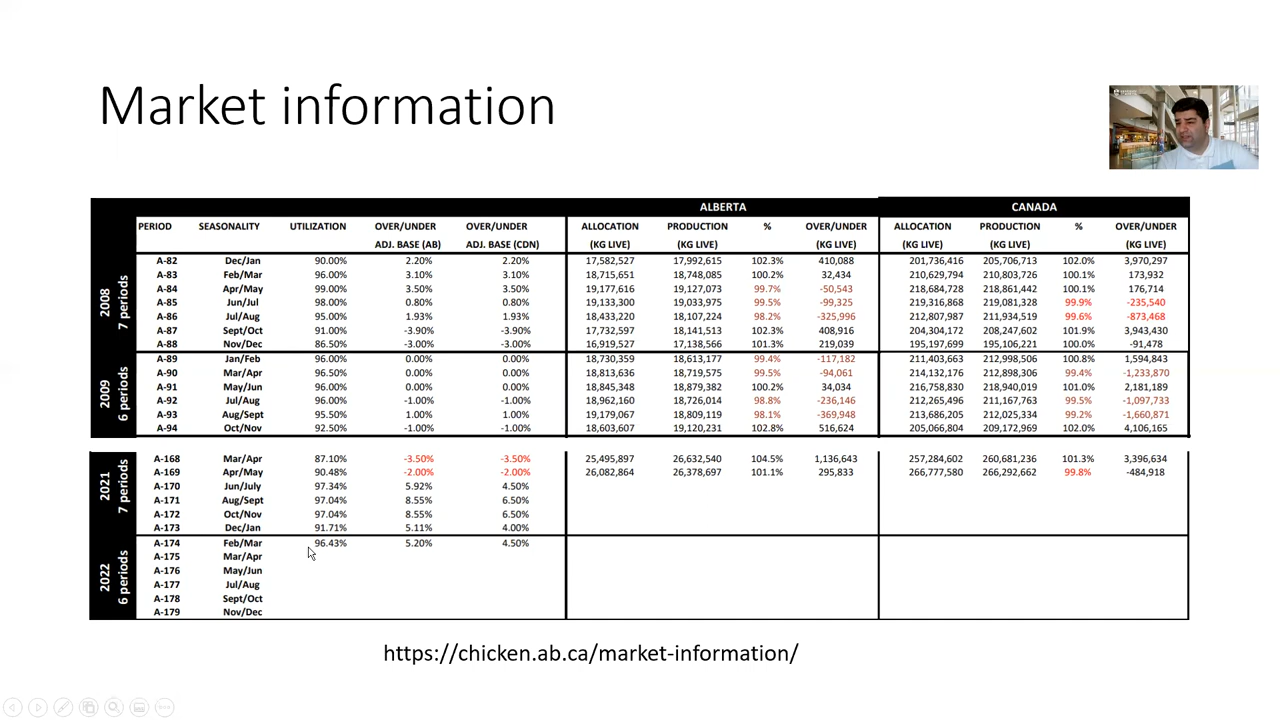 Market information
ALBERTA CANADA
PERIOD SEASONALITY UTILIZATION OVER/UNDER OVER/UNDER ALLOCATION PRODUCTION % OVER/UNDER ALLOCATION PRODUCTION % OVER/UNDER
ADJ. BASE (AB) ADJ. BASE (CDN) (KG LIVE) (KG LIVE) (KG LIVE) (KG LIVE) (KG LIVE) (KG LIVE)
2008
7 periods
A-82 Dec/Jan 90.00% 2.20% 2.20% 17,582,527 17,992,615 102.3% 410,088 201,736,416 205,706,713 102.0% 3,970,297
A-83 Feb/Mar 96.00% 3.10% 3.10% 18,715,651 18,748,085 100.2% 32,434 210,629,794 210,803,726 100.1% 173,932
A-84 Apr/May 99.00% 3.50% 3.50% 19,177,616 19,127,073 99.7% -50,543 218,684,728 218,861,442 100.1% 176,714
A-85 Jun/Jul 98.00% 0.80% 0.80% 19,133,300 19,033,975 99.5% -99,325 219,316,868 219,081,328 99.9% -235,540
A-86 Jul/Aug 95.00% 1.93% 1.93% 18,433,220 18,107,224 98.2% -325,996 212,807,987 211,934,519 99.6% -873,468
A-87 Sept/Oct 91.00% -3.90% -3.90% 17,732,597 18,141,513 102.3% 408,916 204,304,172 208,247,602 101.9% 3,943,430
A-88 Nov/Dec 86.50% -3.00% -3.00% 16,919,527 17,138,566 101.3% 219,039 195,197,699 195,106,221 100.0% -91,478
2009
6 periods
A-89 Jan/Feb 96.00% 0.00% 0.00% 18,730,359 18,613,177 99.4% -117,182 211,403,663 212,998,506 100.8% 1,594,843
A-90 Mar/Apr 96.50% 0.00% 0.00% 18,813,636 18,719,575 99.5% -94,061 214,132,176 212,898,306 99.4% -1,233,870
A-91 May/Jun 96.00% 0.00% 0.00% 18,845,348 18,879,382 100.2% 34,034 216,758,830 218,940,019 101.0% 2,181,189
A-92 Jul/Aug 96.00% -1.00% -1.00% 18,962,160 18,726,014 98.8% -236,146 212,265,496 211,167,763 99.5% -1,097,733
A-93 Aug/Sept 95.50% 1.00% 1.00% 19,179,067 18,809,119 98.1% -369,948 213,686,205 212,025,334 99.2% -1,660,871
A-94 Oct/Nov 92.50% -1.00% -1.00% 18,603,607 19,120,231 102.8% 516,624 205,066,804 209,172,969 102.0% 4,106,165
2021
7 periods
A-168 Mar/Apr 87.10% -3.50% -3.50% 25,495,897 26,632,540 104.5% 1,136,643 257,284,602 260,681,236 101.3% 3,396,634
A-169 Apr/May 90.48% -2.00% -2.00% 26,082,864 26,378,697 101.1% 295,833 266,777,580 266,292,662 99.8% -484,918
A-170 Jun/July 97.34% 5.92% 4.50%
A-171 Aug/Sept 97.04% 8.55% 6.50%
A-172 Oct/Nov 97.04% 8.55% 6.50%
A-173 Dec/Jan 91.71% 5.11% 4.00%
2022
6 periods
A-174 Feb/Mar 96.43% 5.20% 4.50%
A-175 Mar/Apr
A-176 May/Jun
A-177 Jul/Aug
A-178 Sept/Oct
A-179 Nov/Dec
https://chicken.ab.ca/market-information/